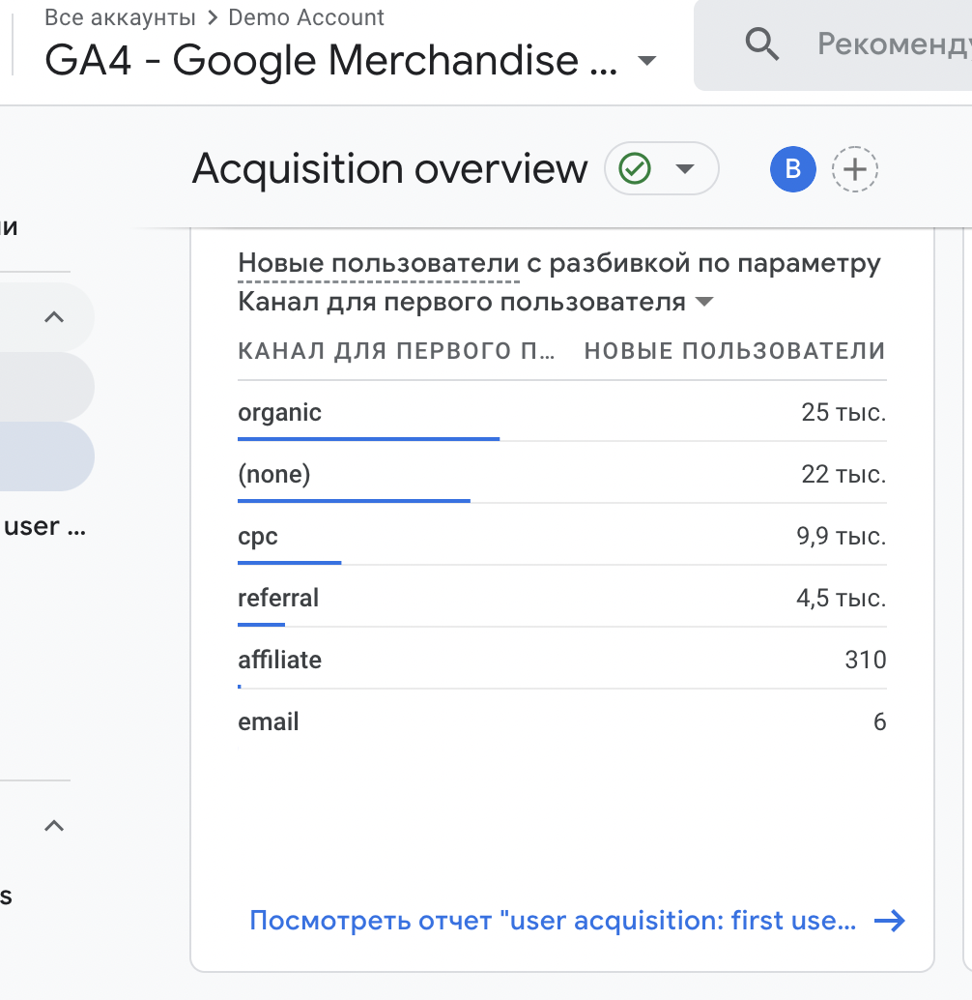 Все аккаунты > Demo Account
GA4 - Google Merchandise ...
Рекоменду
Acquisition overview
B
ли
Новые пользователи с разбивкой по параметру
Канал для первого пользователя
КАНАЛ ДЛЯ ПЕРВОГО П... НОВЫЕ ПОЛЬЗОВАТЕЛИ
organic 25 тыс.
(none) 22 тыс.
cpc 9,9 тыс.
user ...
referral 4,5 тыс.
affiliate 310
email 6
s
Посмотреть отчет "user acquisition: first use...